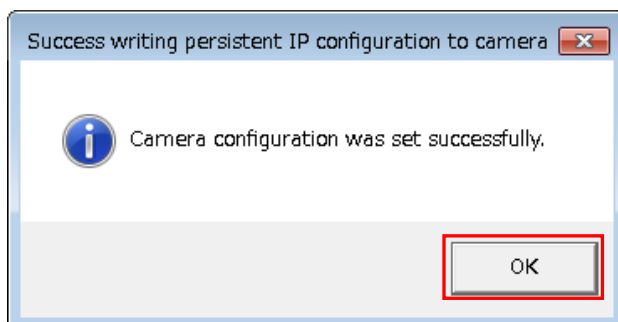 Success writing persistent IP configuration to camera
Camera configuration was set successfully.
OK